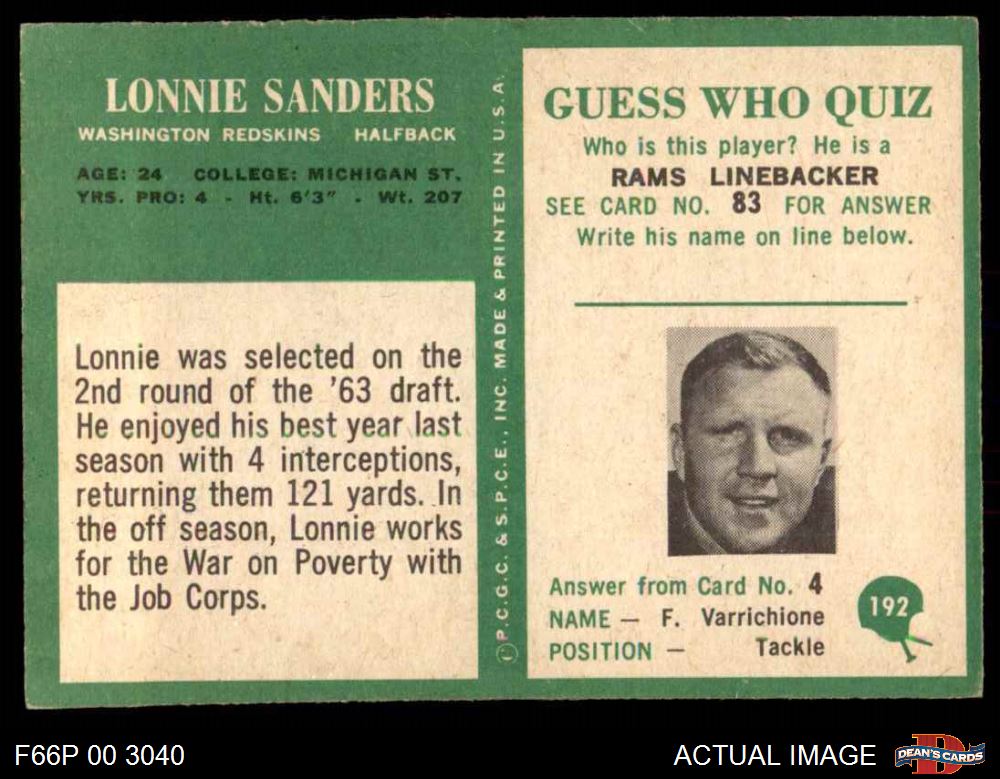 LONNIE SANDERS
WASHINGTON REDSKINS HALFBACK
AGE: 24 COLLEGE: MICHIGAN ST.
YRS. PRO: 4 - Ht. 6'3" - Wt. 207
Lonnie was selected on the
2nd round of the '63 draft.
He enjoyed his best year last
season with 4 interceptions,
returning them 121 yards. In
the off season, Lonnie works
for the War on Poverty with
the Job Corps.
©P.C.G.C. & S.P.C.E., INC. MADE & PRINTED IN U.S.A.
GUESS WHO QUIZ
Who is this player? He is a
RAMS LINEBACKER
SEE CARD NO. 83 FOR ANSWER
Write his name on line below.
Answer from Card No. 4
NAME — F. Varrichione
POSITION — Tackle
192
F66P 00 3040
ACTUAL IMAGE
DEAN'S CARDS